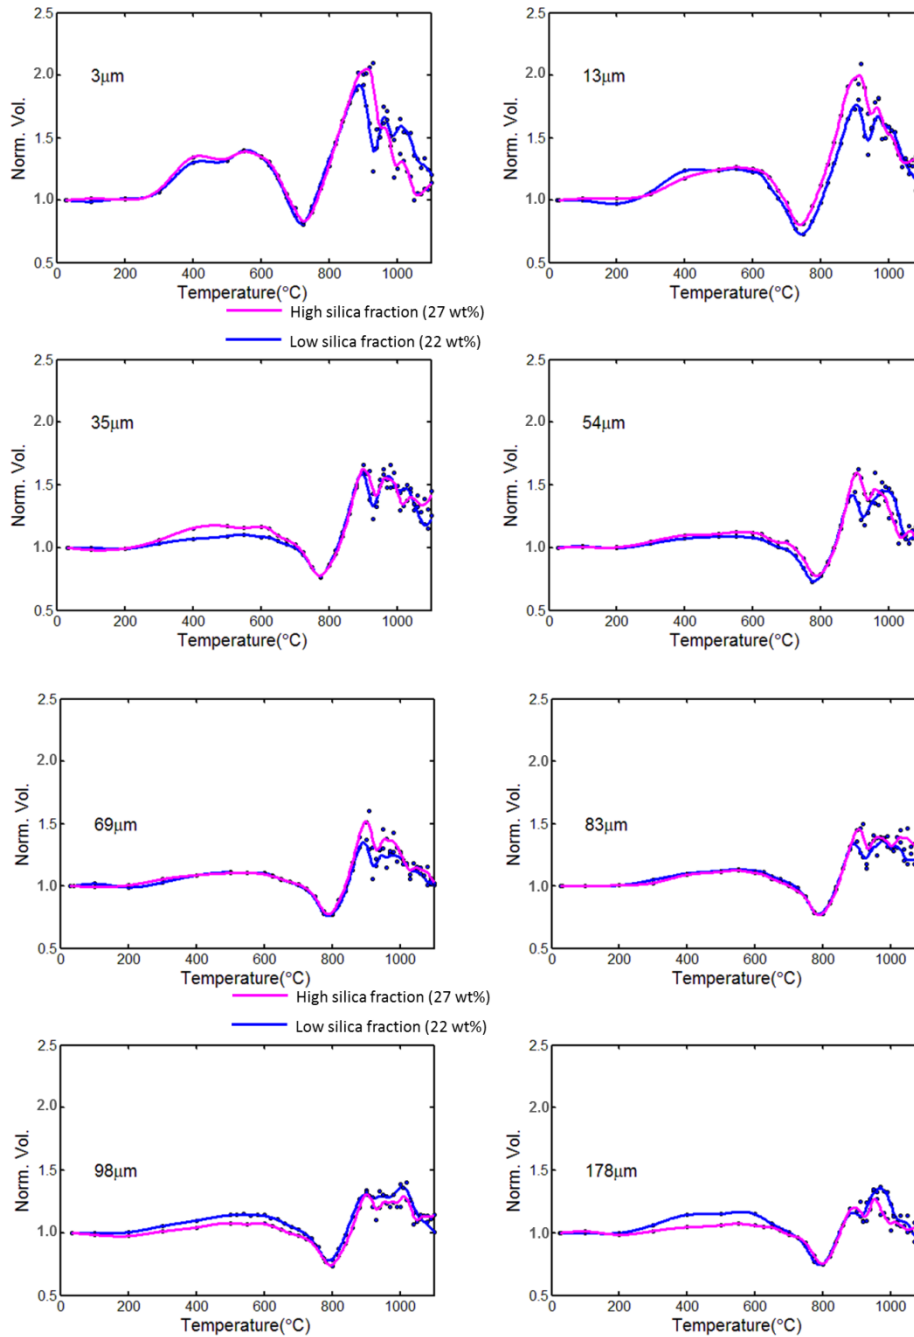 2.5
2.0
1.5
1.0
0.5
Norm. Vol.
3μm
0 200 400 600 800 1000
Temperature(°C)
2.5
2.0
1.5
1.0
0.5
Norm. Vol.
13μm
0 200 400 600 800 1000
Temperature(°C)
High silica fraction (27 wt%)
Low silica fraction (22 wt%)
2.5
2.0
1.5
1.0
0.5
Norm. Vol.
35μm
0 200 400 600 800 1000
Temperature(°C)
2.5
2.0
1.5
1.0
0.5
Norm. Vol.
54μm
0 200 400 600 800 1000
Temperature(°C)
2.5
2.0
1.5
1.0
0.5
Norm. Vol.
69μm
0 200 400 600 800 1000
Temperature(°C)
2.5
2.0
1.5
1.0
0.5
Norm. Vol.
83μm
0 200 400 600 800 1000
Temperature(°C)
High silica fraction (27 wt%)
Low silica fraction (22 wt%)
2.5
2.0
1.5
1.0
0.5
Norm. Vol.
98μm
0 200 400 600 800 1000
Temperature(°C)
2.5
2.0
1.5
1.0
0.5
Norm. Vol.
178μm
0 200 400 600 800 1000
Temperature(°C)